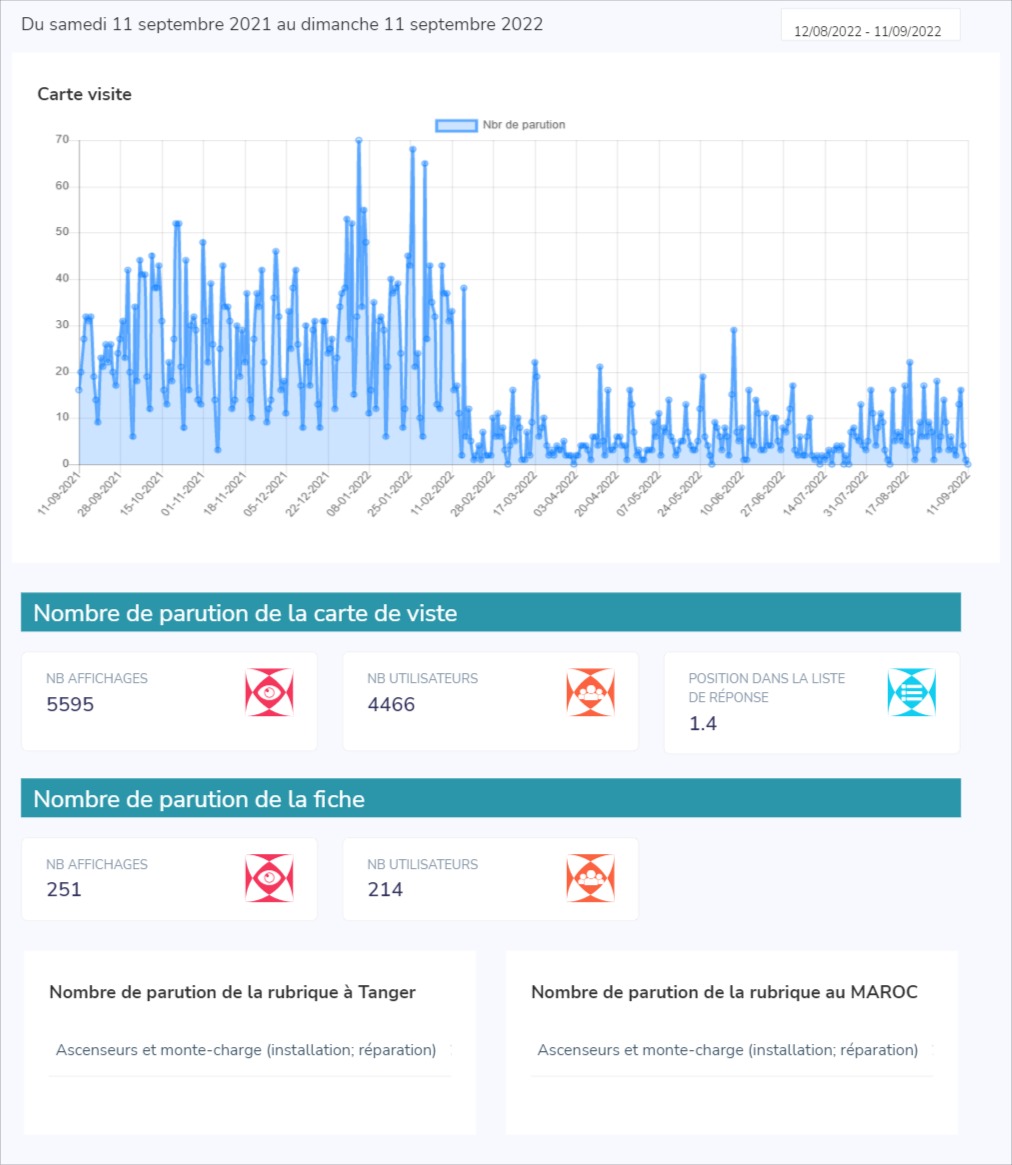 Du samedi 11 septembre 2021 au dimanche 11 septembre 2022
12/08/2022 - 11/09/2022
Carte visite
Nbr de parution
70
60
50
40
30
20
10
0
11-09-2021
28-09-2021
15-10-2021
01-11-2021
18-11-2021
05-12-2021
22-12-2021
08-01-2022
25-01-2022
11-02-2022
28-02-2022
17-03-2022
03-04-2022
20-04-2022
07-05-2022
24-05-2022
10-06-2022
27-06-2022
14-07-2022
31-07-2022
17-08-2022
11-09-2022
Nombre de parution de la carte de viste
NB AFFICHAGES
5595
NB UTILISATEURS
4466
POSITION DANS LA LISTE
DE RÉPONSE
1.4
Nombre de parution de la fiche
NB AFFICHAGES
251
NB UTILISATEURS
214
Nombre de parution de la rubrique à Tanger
Ascenseurs et monte-charge (installation; réparation)
Nombre de parution de la rubrique au MAROC
Ascenseurs et monte-charge (installation; réparation)